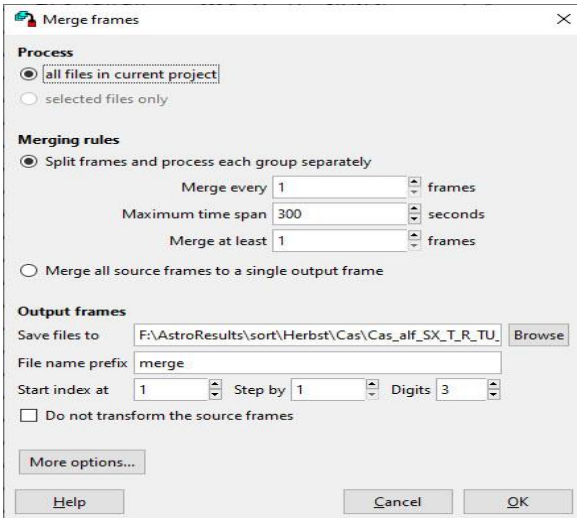 Merge frames
Process
all files in current project
selected files only
Merging rules
Split frames and process each group separately
Merge every 1 frames
Maximum time span 300 seconds
Merge at least 1 frames
Merge all source frames to a single output frame
Output frames
Save files to F:\AstroResults\sort\Herbst\Cas\Cas_alf_SX_T_R_TU_ Browse
File name prefix merge
Start index at 1 Step by 1 Digits 3
Do not transform the source frames
More options...
Help Cancel OK